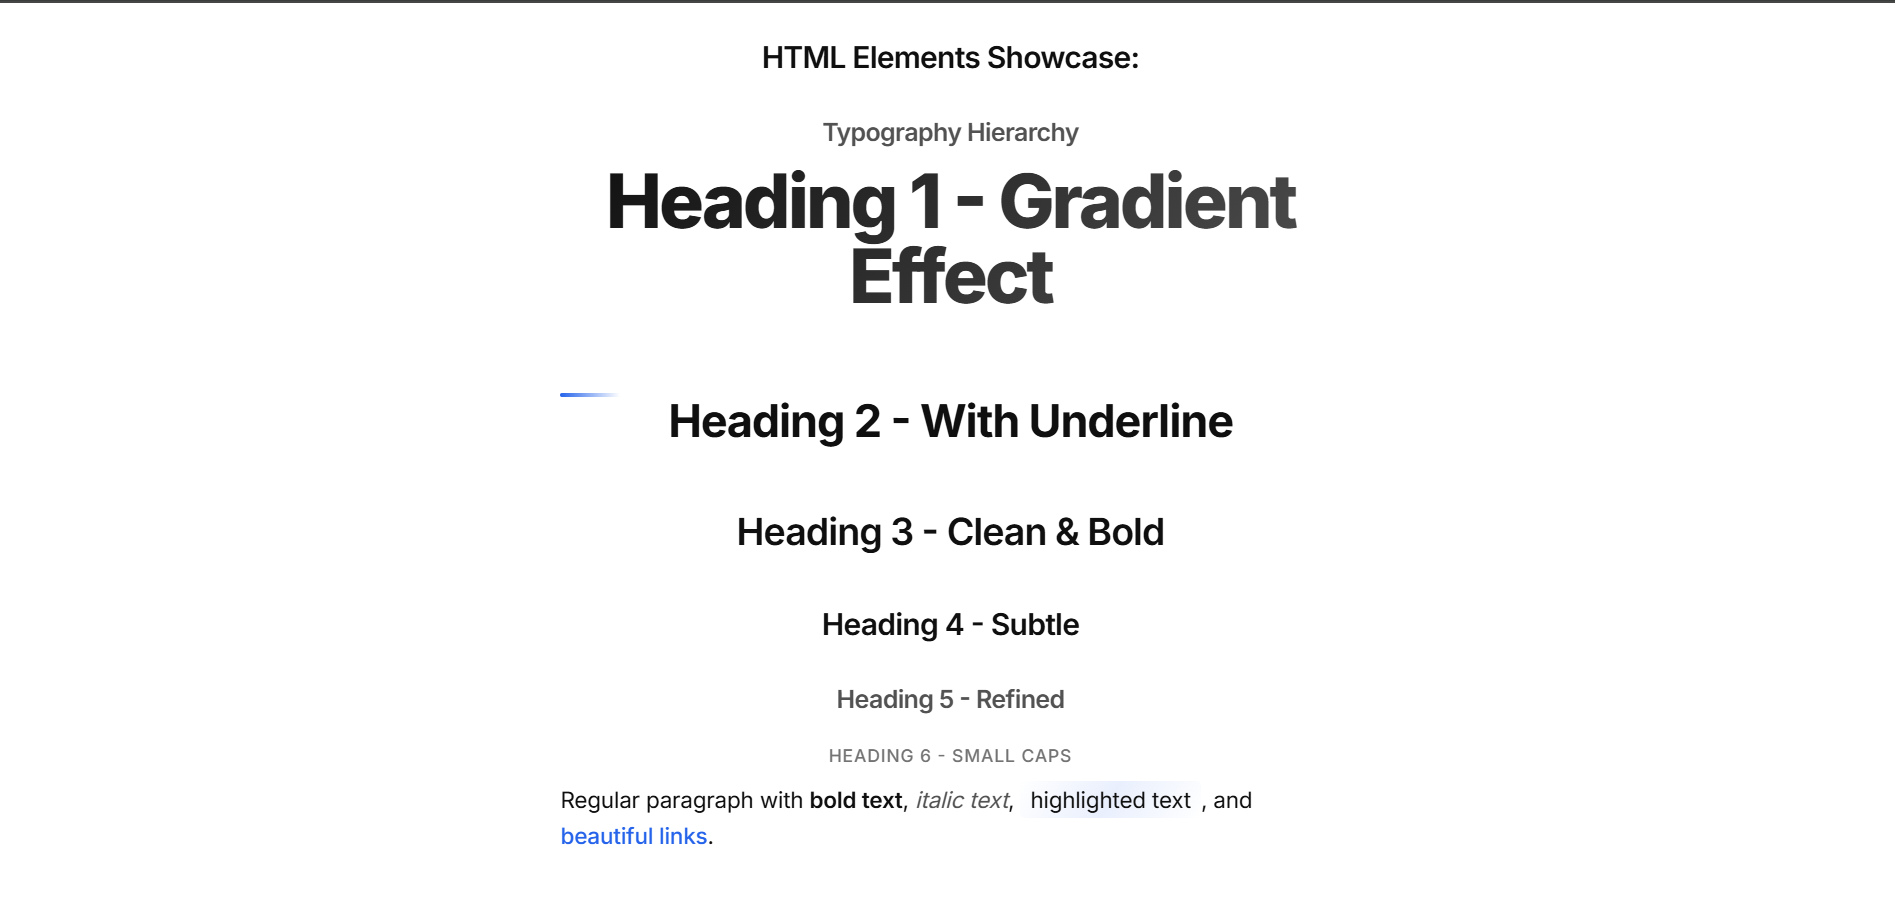 HTML Elements Showcase:
Typography Hierarchy
Heading 1 - Gradient
Effect
Heading 2 - With Underline
Heading 3 - Clean & Bold
Heading 4 - Subtle
Heading 5 - Refined
HEADING 6 - SMALL CAPS
Regular paragraph with bold text, italic text, highlighted text , and
beautiful links.